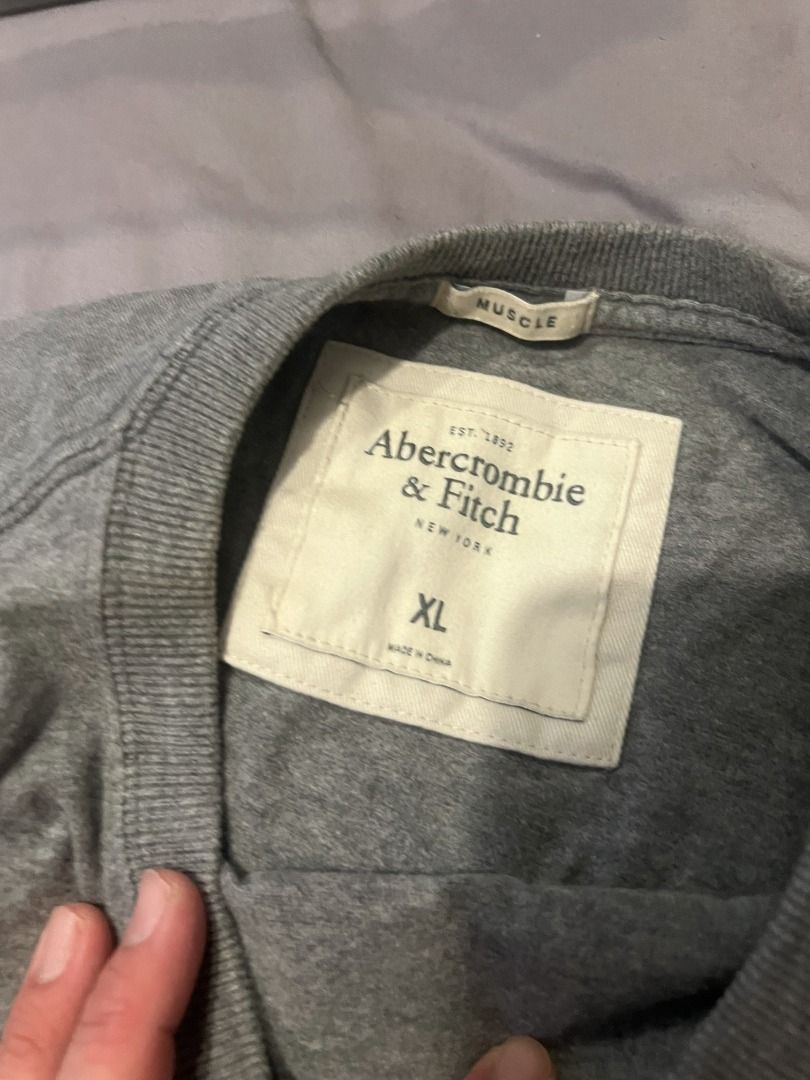 MUSCLE
EST. 1892
Abercrombie
& Fitch
NEW YORK
XL
MADE IN CHINA